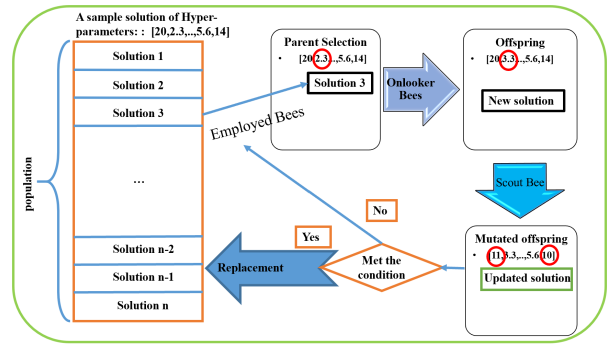 A sample solution of Hyper-
parameters: : [20,2.3,..,5.6,14]
population
Solution 1
Solution 2
Solution 3
...
Solution n-2
Solution n-1
Solution n
Employed Bees
Parent Selection
• [20,2.3,..,5.6,14]
Solution 3
Onlooker
Bees
Offspring
• [20,3.3,..,5.6,14]
New solution
Scout Bee
Mutated offspring
• [11,3.3,..,5.6,10]
Updated solution
Met the
condition
No
Yes
Replacement